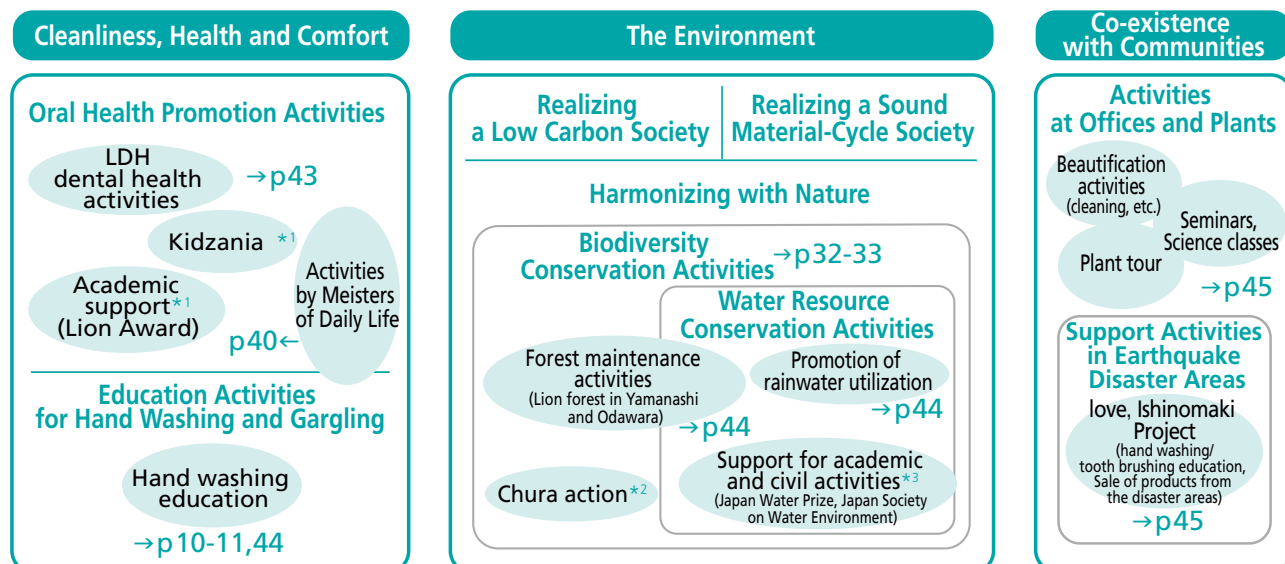 Cleanliness, Health and Comfort
Oral Health Promotion Activities
LDH
dental health
activities
→p43
Kidzania *1
Academic
support*1
(Lion Award)
Activities
by Meisters
of Daily Life
p40←
Education Activities
for Hand Washing and Gargling
Hand washing
education
→p10-11,44
The Environment
Realizing
a Low Carbon Society
Realizing a Sound
Material-Cycle Society
Harmonizing with Nature
Biodiversity
Conservation Activities
→p32-33
Water Resource
Conservation Activities
Forest maintenance
activities
(Lion forest in Yamanashi
and Odawara)
→p44
Promotion of
rainwater utilization
→p44
Chura action*2
Support for academic
and civil activities*3
(Japan Water Prize, Japan Society
on Water Environment)
Co-existence
with Communities
Activities
at Offices and Plants
Beautification
activities
(cleaning, etc.)
Seminars,
Science classes
Plant tour
→p45
Support Activities
in Earthquake
Disaster Areas
love, Ishinomaki
Project
(hand washing/
tooth brushing education,
Sale of products from
the disaster areas)
→p45